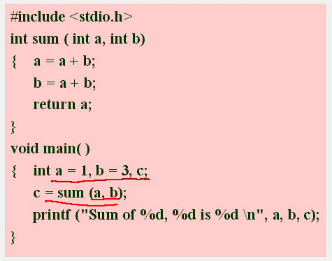 #include <stdio.h>
int sum ( int a, int b)
{ a = a + b;
b = a + b;
return a;
}
void main( )
{ int a = 1, b = 3, c;
c = sum (a, b);
printf ("Sum of %d, %d is %d \n", a, b, c);
}